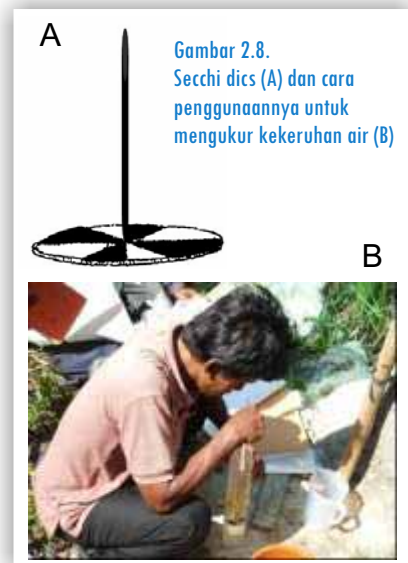 A
Gambar 2.8.
Secchi dics (A) dan cara
penggunaannya untuk
mengukur kekeruhan air (B)
B